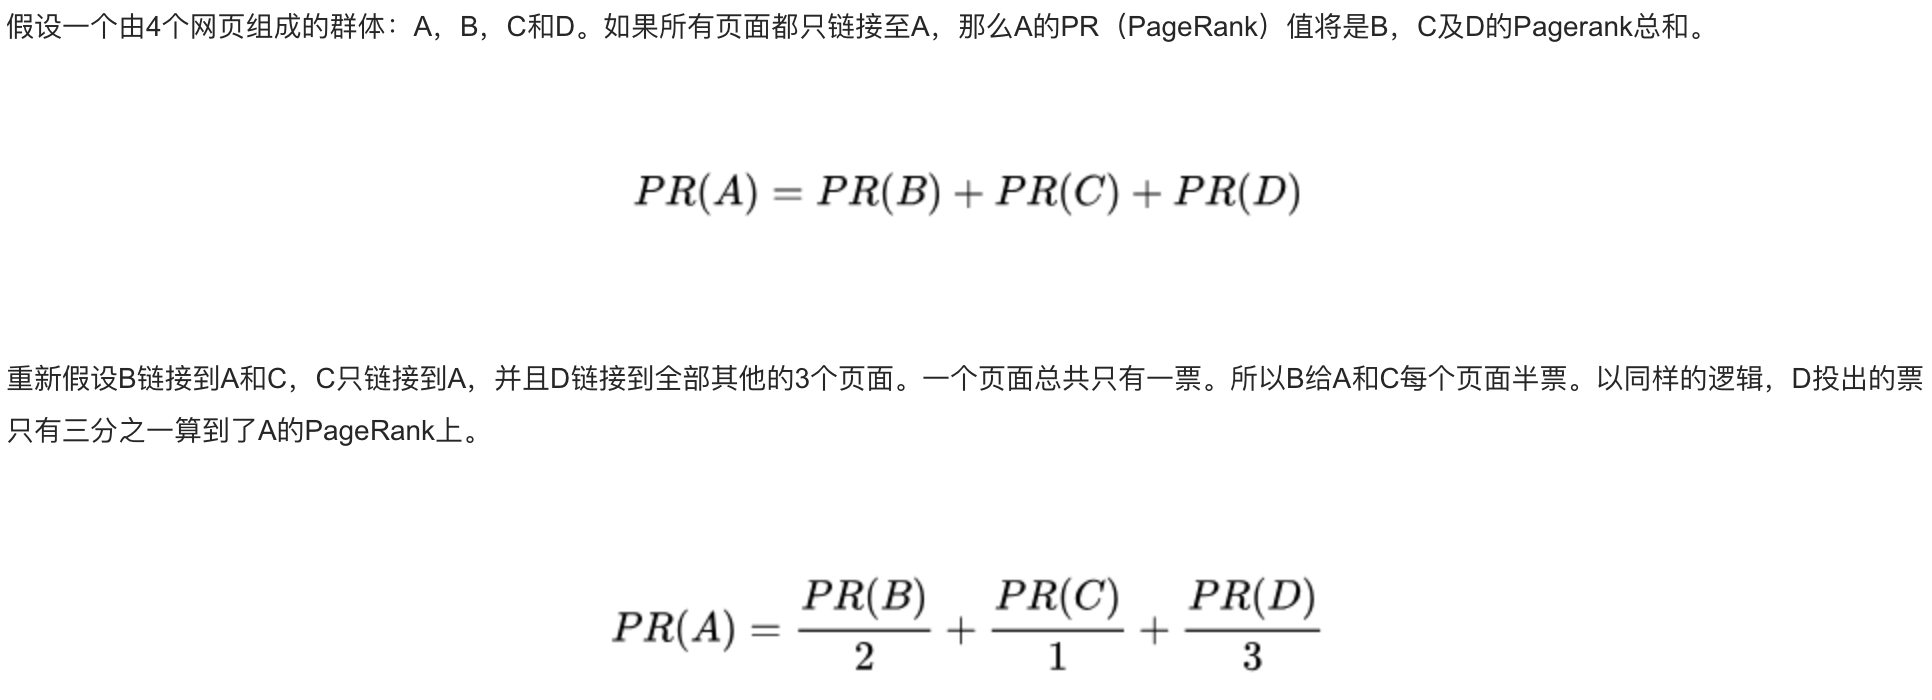 假设一个由4个网页组成的群体：A，B，C和D。如果所有页面都只链接至A，那么A的PR（PageRank）值将是B，C及D的Pagerank总和。
PR(A) = PR(B) + PR(C) + PR(D)
重新假设B链接到A和C，C只链接到A，并且D链接到全部其他的3个页面。一个页面总共只有一票。所以B给A和C每个页面半票。以同样的逻辑，D投出的票
只有三分之一算到了A的PageRank上。
PR(A) = PR(B)/2 + PR(C)/1 + PR(D)/3